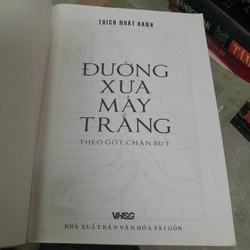 THÍCH NHẤT HẠNH
ĐƯỜNG
XƯA
MÂY
TRẮNG
THEO GÓT CHÂN BỤT
VHSG
NHÀ XUẤT BẢN VĂN HÓA SÀI GÒN